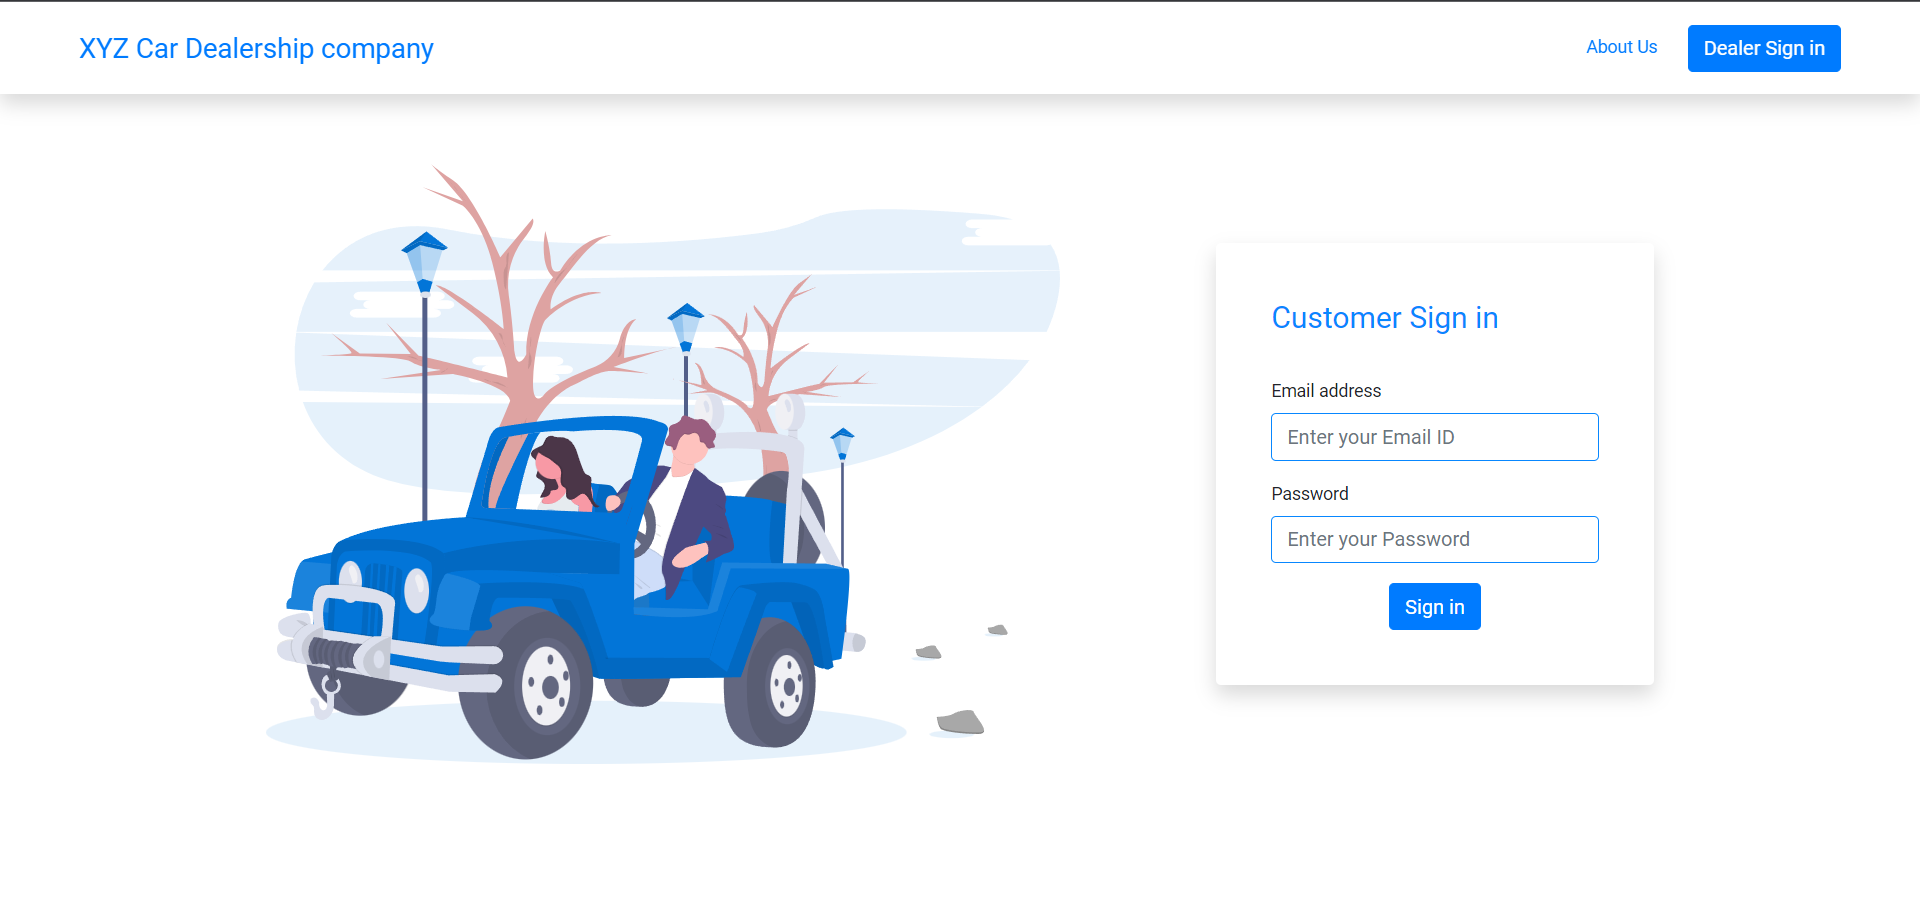 XYZ Car Dealership company
About Us
Dealer Sign in
Customer Sign in
Email address
Enter your Email ID
Password
Enter your Password
Sign in